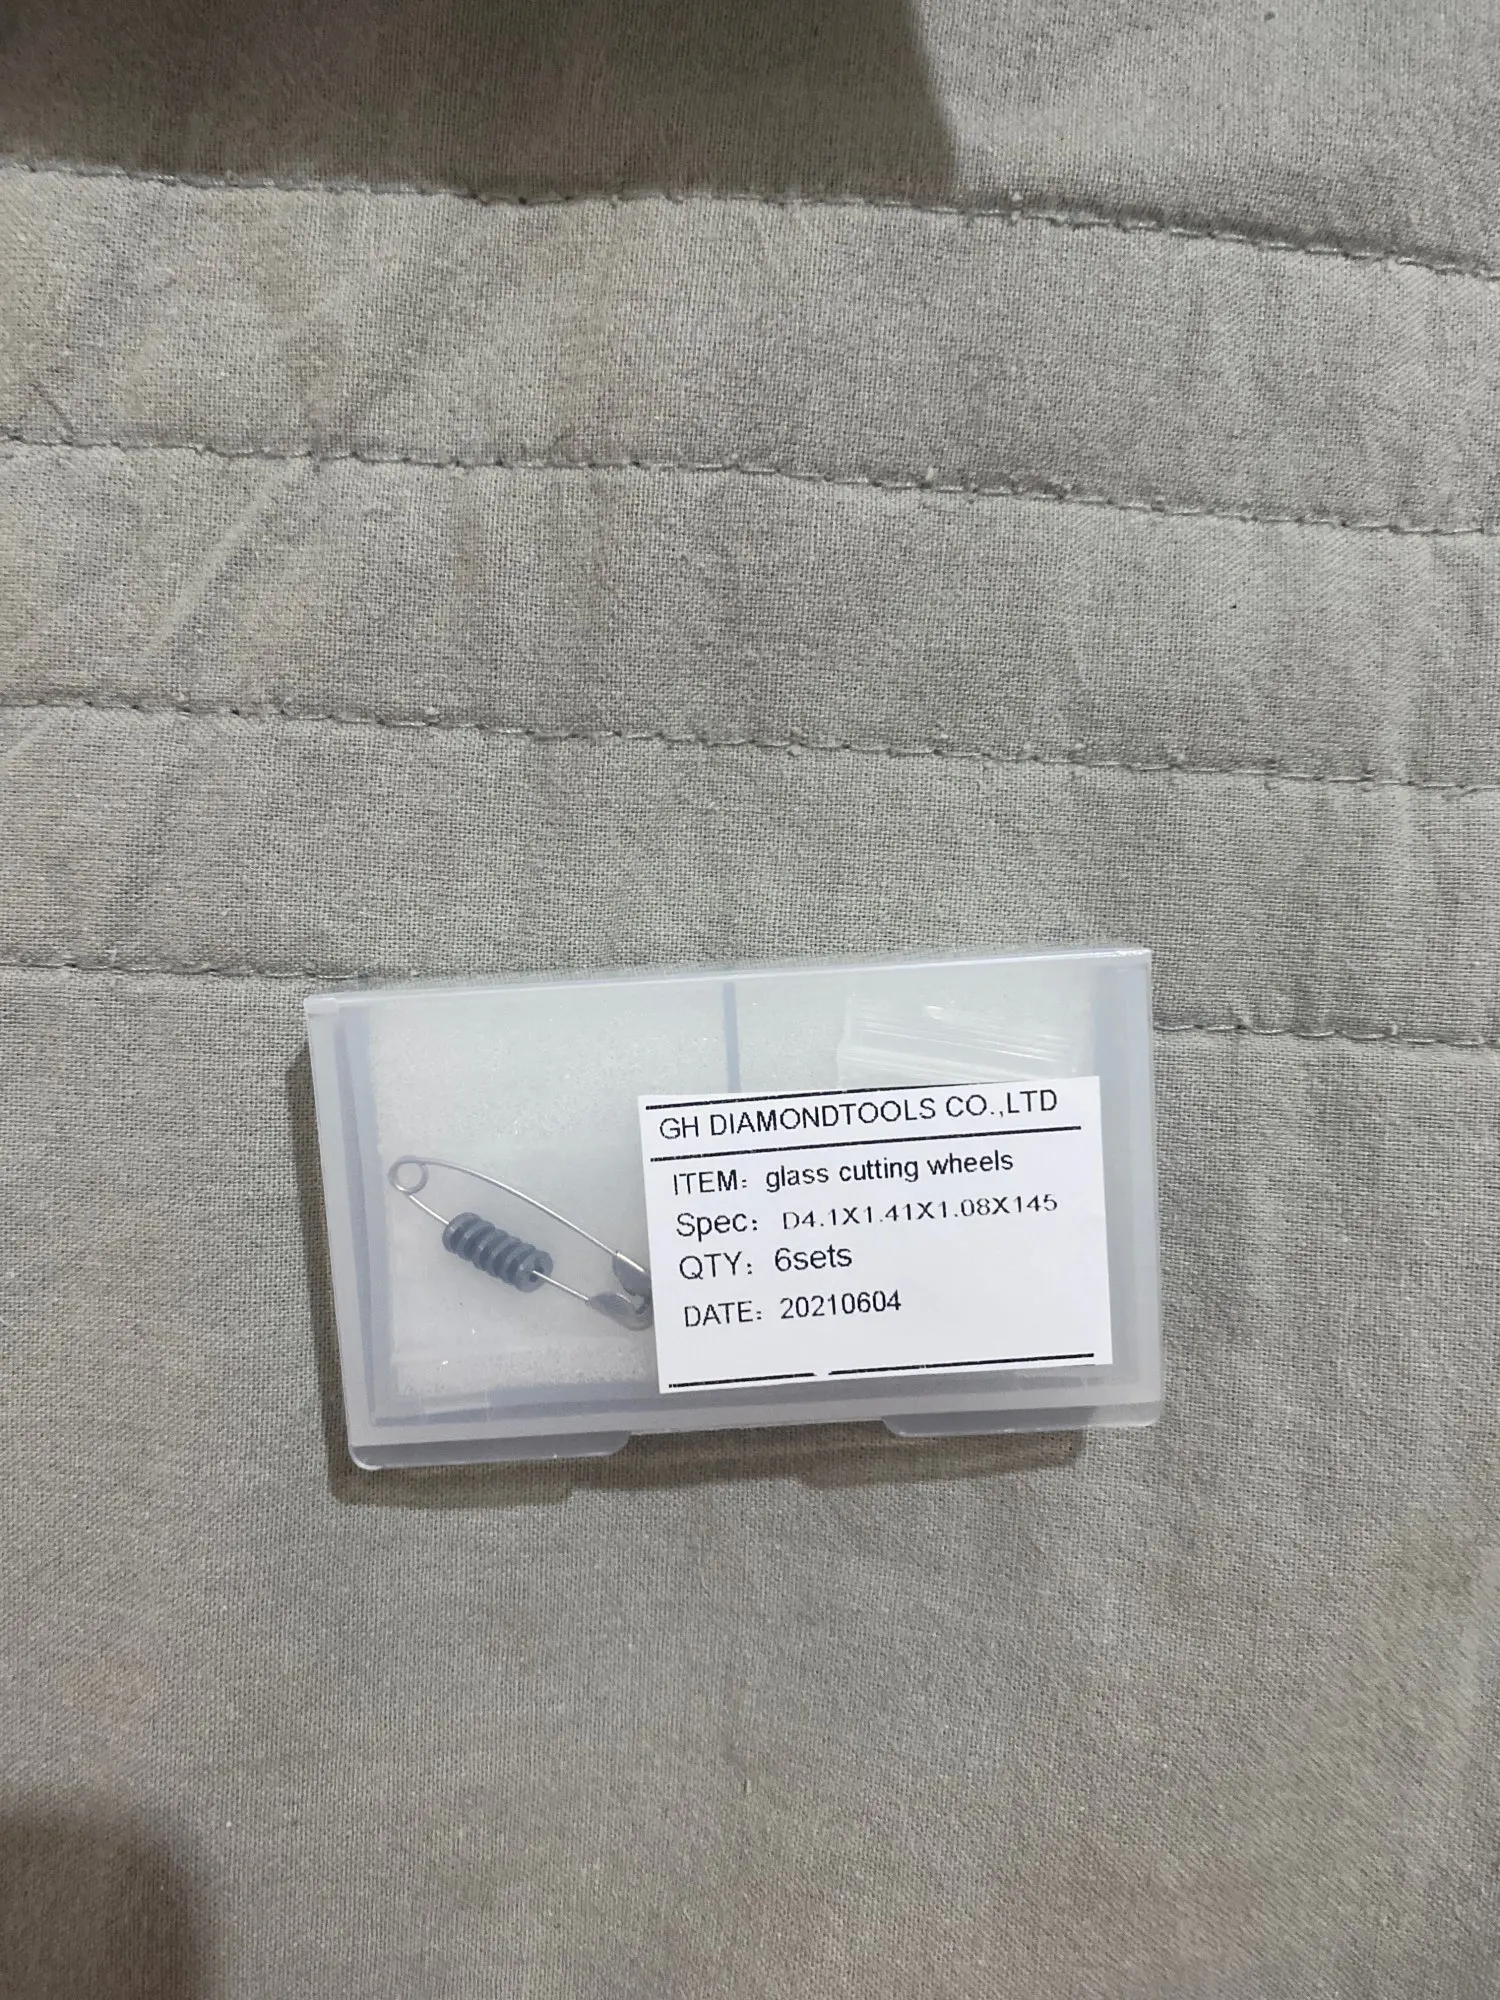 GH DIAMONDTOOLS CO.,LTD
ITEM: glass cutting wheels
Spec: D4.1X1.41X1.08X145
QTY: 6sets
DATE: 20210604